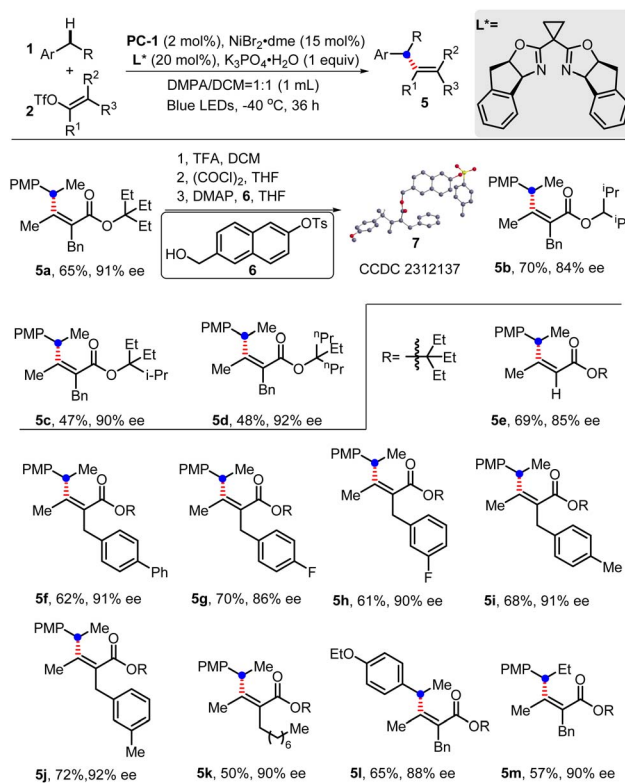 H
1 Ar R
+
TfO R² R³
2 R¹
PC-1 (2 mol%), NiBr₂•dme (15 mol%)
L* (20 mol%), K₃PO₄•H₂O (1 equiv)
DMPA/DCM=1:1 (1 mL)
Blue LEDs, -40 °C, 36 h
Ar R R²
R¹ R³
5
L*=
O O
N N
PMP Me O Et Et
Me O Et
Bn
5a, 65%, 91% ee
1, TFA, DCM
2, (COCl)₂, THF
3, DMAP, 6, THF
OTs
HO 6
7
CCDC 2312137
PMP Me O i-Pr
Me O i-Pr
Bn
5b, 70%, 84% ee
PMP Me O Et Et
Me O i-Pr
Bn
5c, 47%, 90% ee
PMP Me O nPr Et
Me O nPr
Bn
5d, 48%, 92% ee
R= Et
Et
Et
PMP Me O
Me OR
H
5e, 69%, 85% ee
PMP Me O
Me OR
Ph
5f, 62%, 91% ee
PMP Me O
Me OR
F
5g, 70%, 86% ee
PMP Me O
Me OR
F
5h, 61%, 90% ee
PMP Me O
Me OR
Me
5i, 68%, 91% ee
PMP Me O
Me OR
Me
5j, 72%,92% ee
PMP Me O
Me OR
Me
6
5k, 50%, 90% ee
EtO
Me O
Me OR
Bn
5l, 65%, 88% ee
PMP Et O
Me OR
Bn
5m, 57%, 90% ee